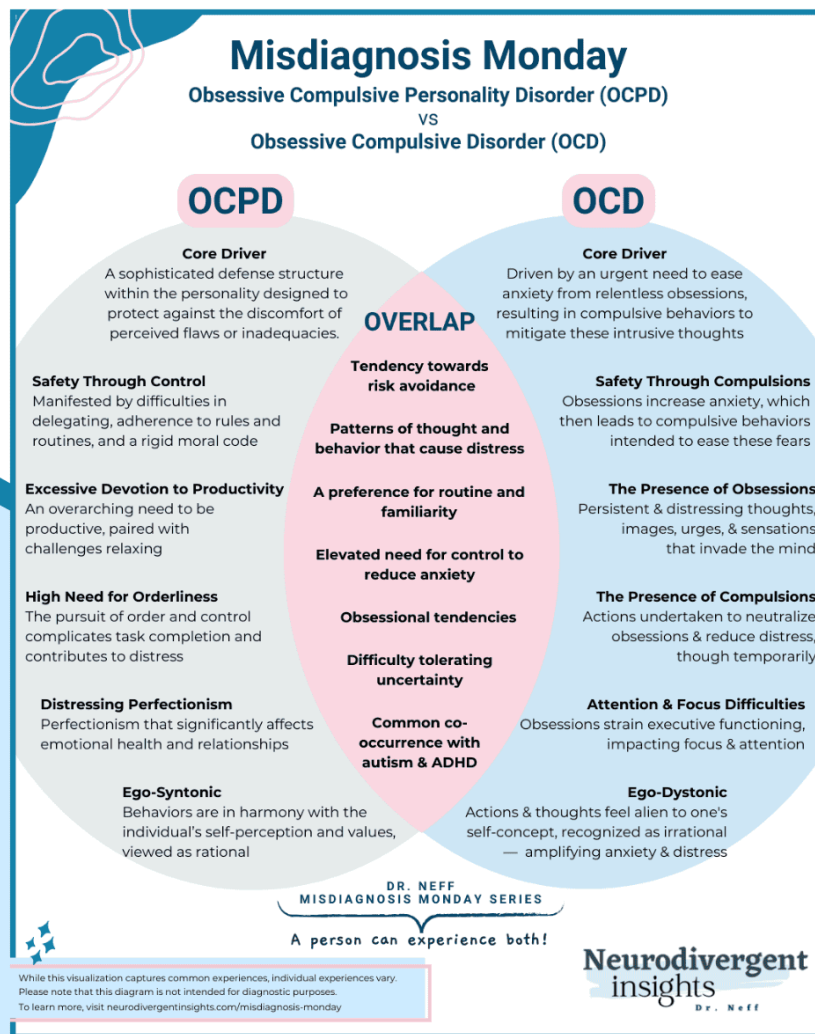 Misdiagnosis Monday
Obsessive Compulsive Personality Disorder (OCPD)
vs
Obsessive Compulsive Disorder (OCD)
OCPD
Core Driver
A sophisticated defense structure
within the personality designed to
protect against the discomfort of
perceived flaws or inadequacies.
Safety Through Control
Manifested by difficulties in
delegating, adherence to rules and
routines, and a rigid moral code
Excessive Devotion to Productivity
An overarching need to be
productive, paired with
challenges relaxing
High Need for Orderliness
The pursuit of order and control
complicates task completion and
contributes to distress
Distressing Perfectionism
Perfectionism that significantly affects
emotional health and relationships
Ego-Syntonic
Behaviors are in harmony with the
individual's self-perception and values,
viewed as rational
OVERLAP
Tendency towards
risk avoidance
Patterns of thought and
behavior that cause distress
A preference for routine and
familiarity
Elevated need for control to
reduce anxiety
Obsessional tendencies
Difficulty tolerating
uncertainty
Common co-
occurrence with
autism & ADHD
OCD
Core Driver
Driven by an urgent need to ease
anxiety from relentless obsessions,
resulting in compulsive behaviors to
mitigate these intrusive thoughts
Safety Through Compulsions
Obsessions increase anxiety, which
then leads to compulsive behaviors
intended to ease these fears
The Presence of Obsessions
Persistent & distressing thoughts,
images, urges, & sensations
that invade the mind
The Presence of Compulsions
Actions undertaken to neutralize
obsessions & reduce distress,
though temporarily
Attention & Focus Difficulties
Obsessions strain executive functioning,
impacting focus & attention
Ego-Dystonic
Actions & thoughts feel alien to one's
self-concept, recognized as irrational
— amplifying anxiety & distress
DR. NEFF
MISDIAGNOSIS MONDAY SERIES
A person can experience both!
While this visualization captures common experiences, individual experiences vary.
Please note that this diagram is not intended for diagnostic purposes.
To learn more, visit neurodivergentinsights.com/misdiagnosis-monday
Neurodivergent
insights
Dr. Neff